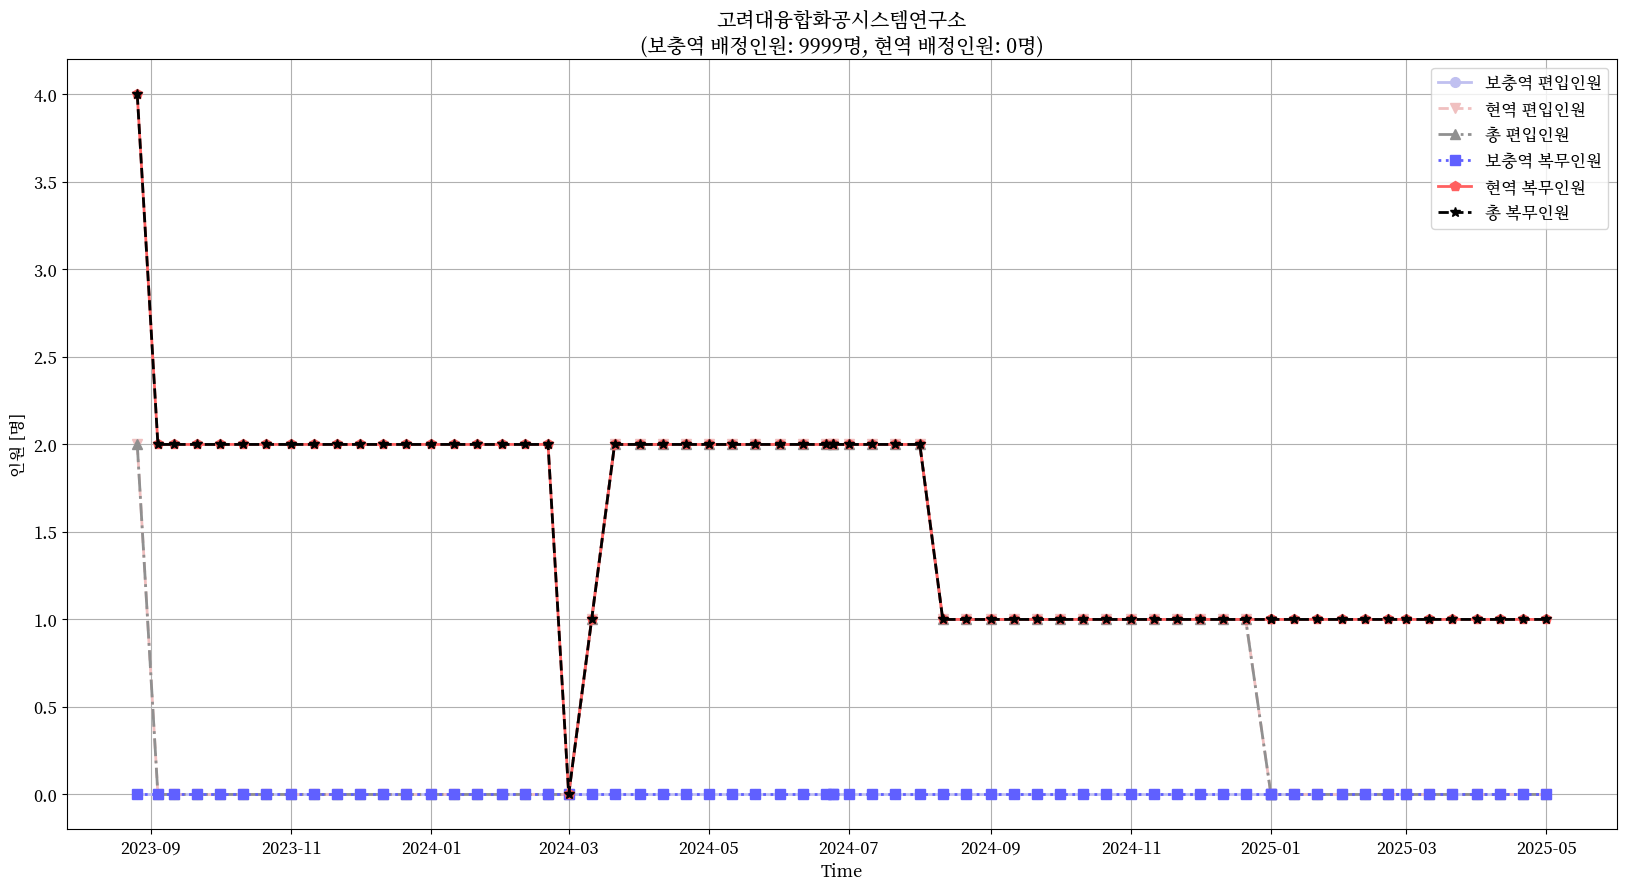 고려대융합화공시스템연구소
(보충역 배정인원: 9999명, 현역 배정인원: 0명)
보충역 편입인원
현역 편입인원
총 편입인원
보충역 복무인원
현역 복무인원
총 복무인원
인원 [명]
4.0
3.5
3.0
2.5
2.0
1.5
1.0
0.5
0.0
2023-09
2023-11
2024-01
2024-03
2024-05
2024-07
2024-09
2024-11
2025-01
2025-03
2025-05
Time